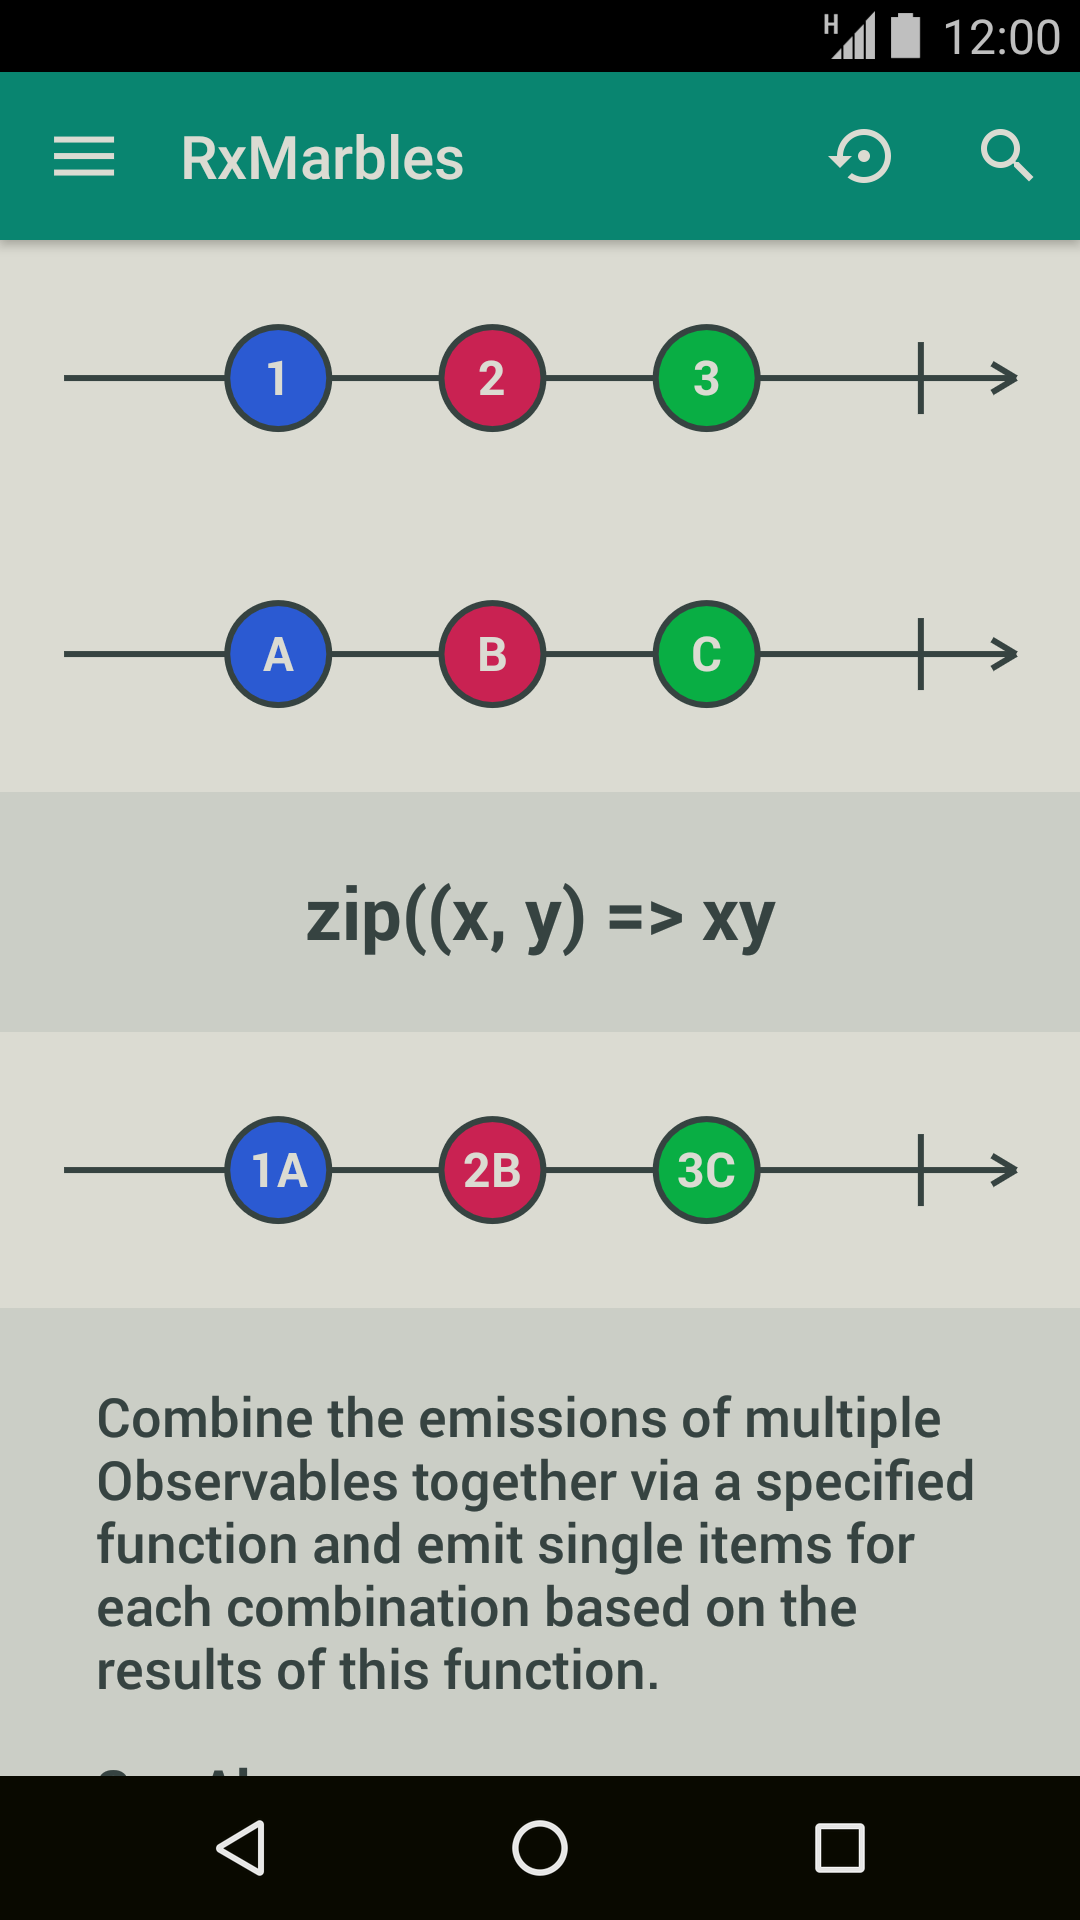 H 12:00
RxMarbles
1 2 3
A B C
zip((x, y) => xy
1A 2B 3C
Combine the emissions of multiple
Observables together via a specified
function and emit single items for
each combination based on the
results of this function.